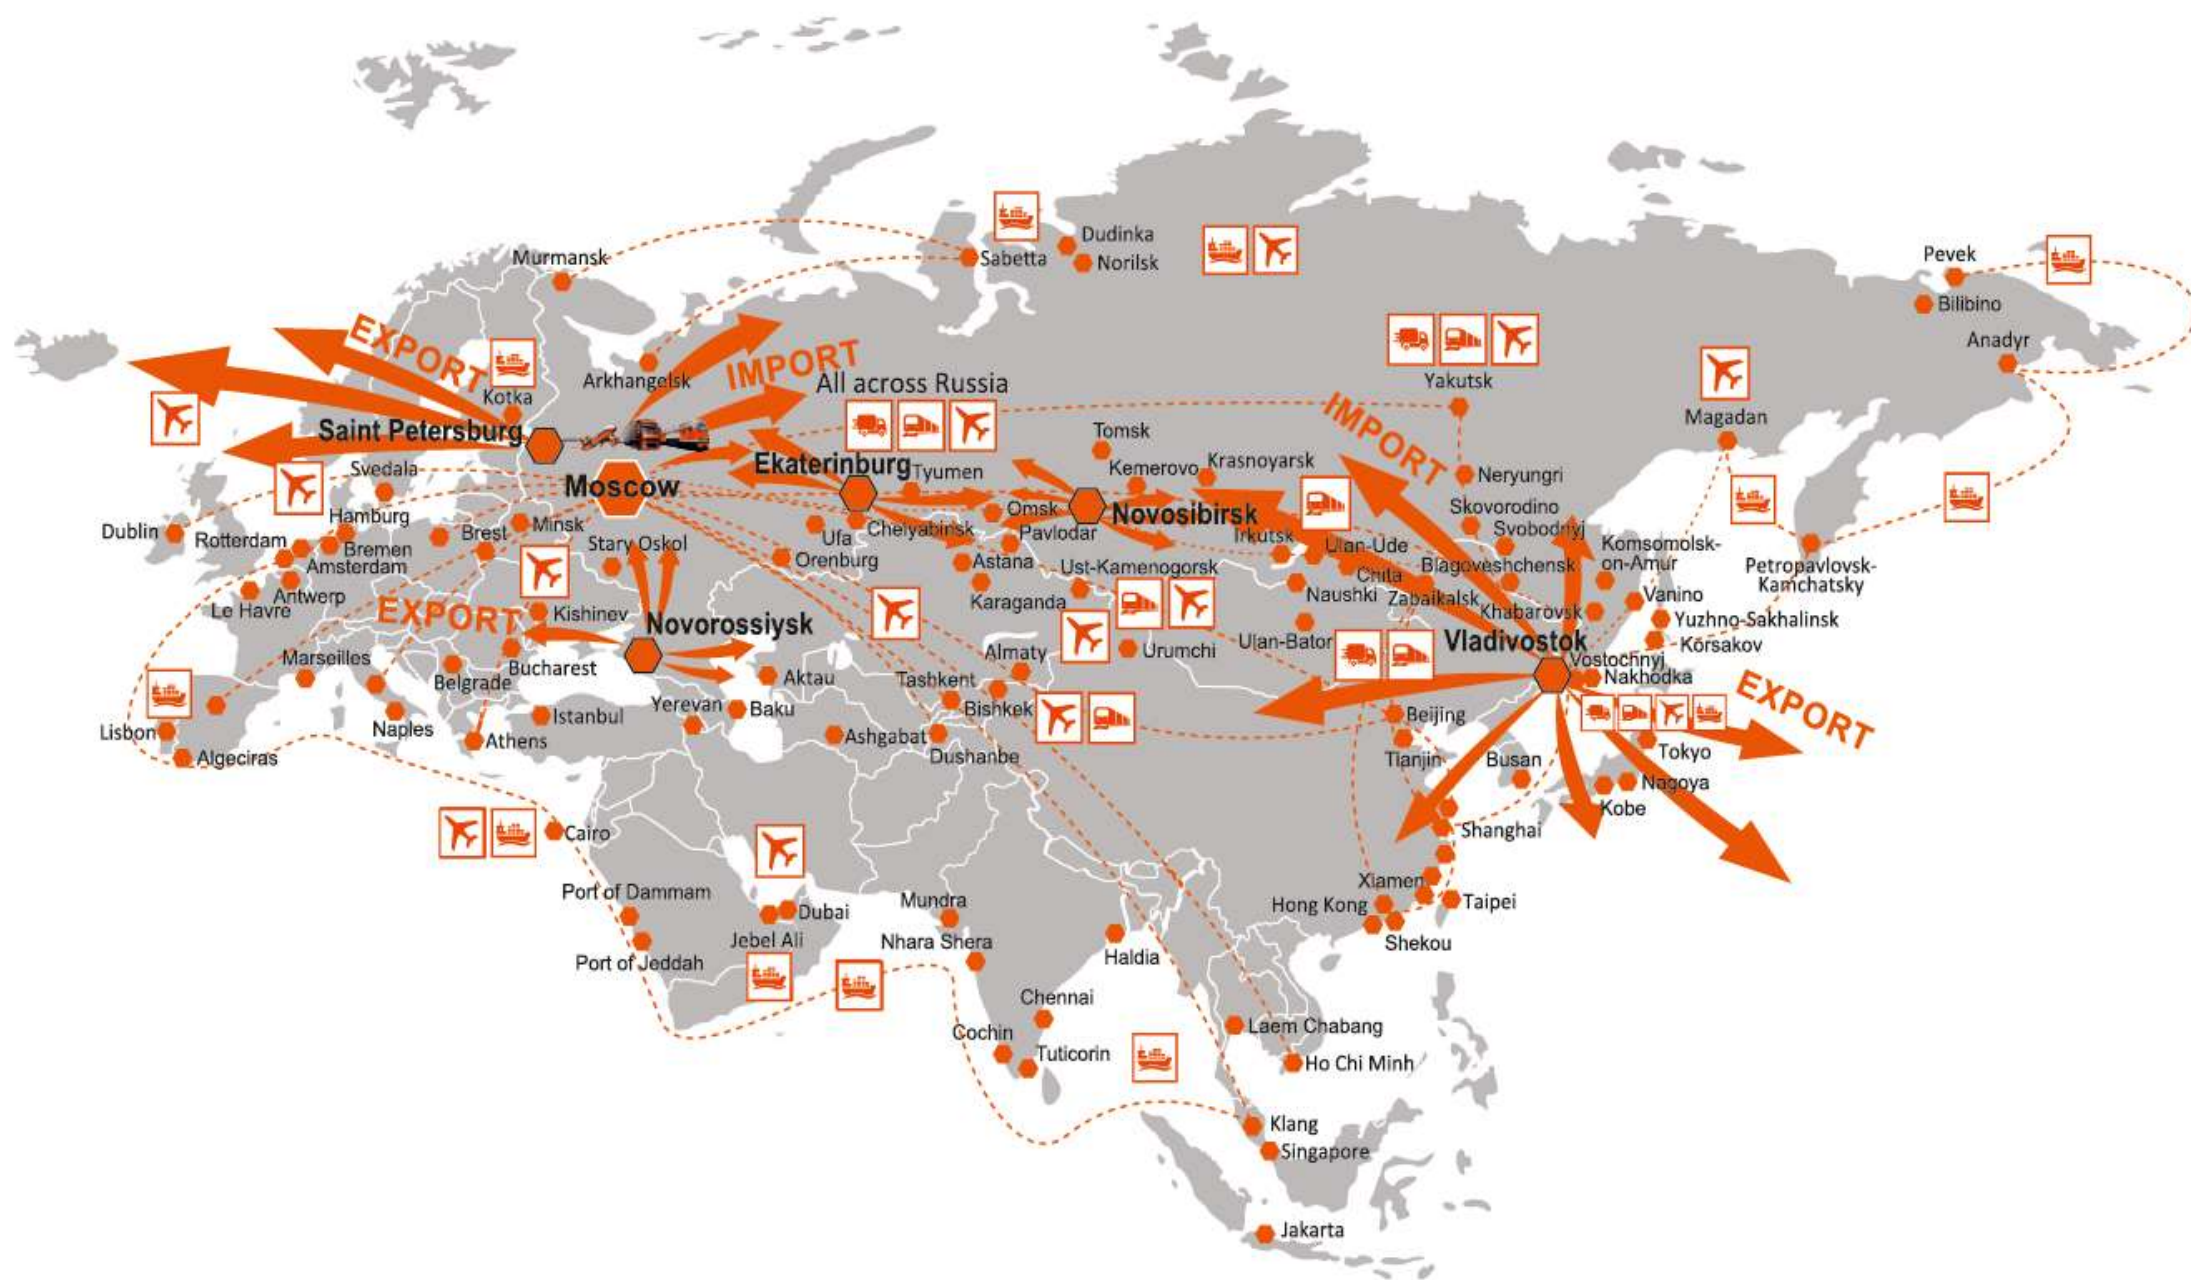 Dudinka
Murmansk
Sabetta
Norilsk
Pevek
Bilibino
EXPORT
IMPORT
Anadyr
Arkhangelsk
All across Russia
Yakutsk
Kotka
IMPORT
Magadan
Saint Petersburg
Tomsk
Svedala
Ekaterinburg
Tyumen
Kemerovo
Krasnoyarsk
Neryungri
Moscow
Skovorodino
Hamburg
Omsk
Novosibirsk
Dublin
Rotterdam
Brest
Minsk
Chelyabinsk
Pavlodar
Svobodnyj
Bremen
Stary Oskol
Ufa
Irkutsk
Ulan-Ude
Komsomolsk-
on-Amur
Amsterdam
Orenburg
Astana
Ust-Kamenogorsk
Chita
Blagoveshchensk
Petropavlovsk-
Kamchatsky
Antwerp
Le Havre
Karaganda
Naushki
Zabaikalsk
Khabarovsk
Vanino
EXPORT
Kishinev
Novorossiysk
Yuzhno-Sakhalinsk
Ulan-Bator
Vladivostok
Korsakov
Marseilles
Bucharest
Almaty
Urumchi
Vostochnyj
Nakhodka
Belgrade
Aktau
Tashkent
EXPORT
Lisbon
Naples
Istanbul
Yerevan
Baku
Bishkek
Beijing
Athens
Ashgabat
Algeciras
Dushanbe
Tianjin
Busan
Tokyo
Nagoya
Kobe
Cairo
Shanghai
Port of Dammam
Mundra
Xiamen
Dubai
Hong Kong
Taipei
Jebel Ali
Nhara Shera
Shekou
Port of Jeddah
Haldia
Chennai
Cochin
Laem Chabang
Tuticorin
Ho Chi Minh
Klang
Singapore
Jakarta